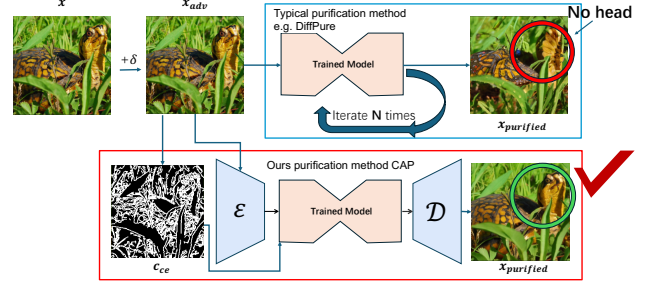 x
x_adv
Typical purification method
e.g. DiffPure
No head
+δ
Trained Model
Iterate N times
x_purified
Ours purification method CAP
ℰ
Trained Model
𝒟
c_ce
x_purified